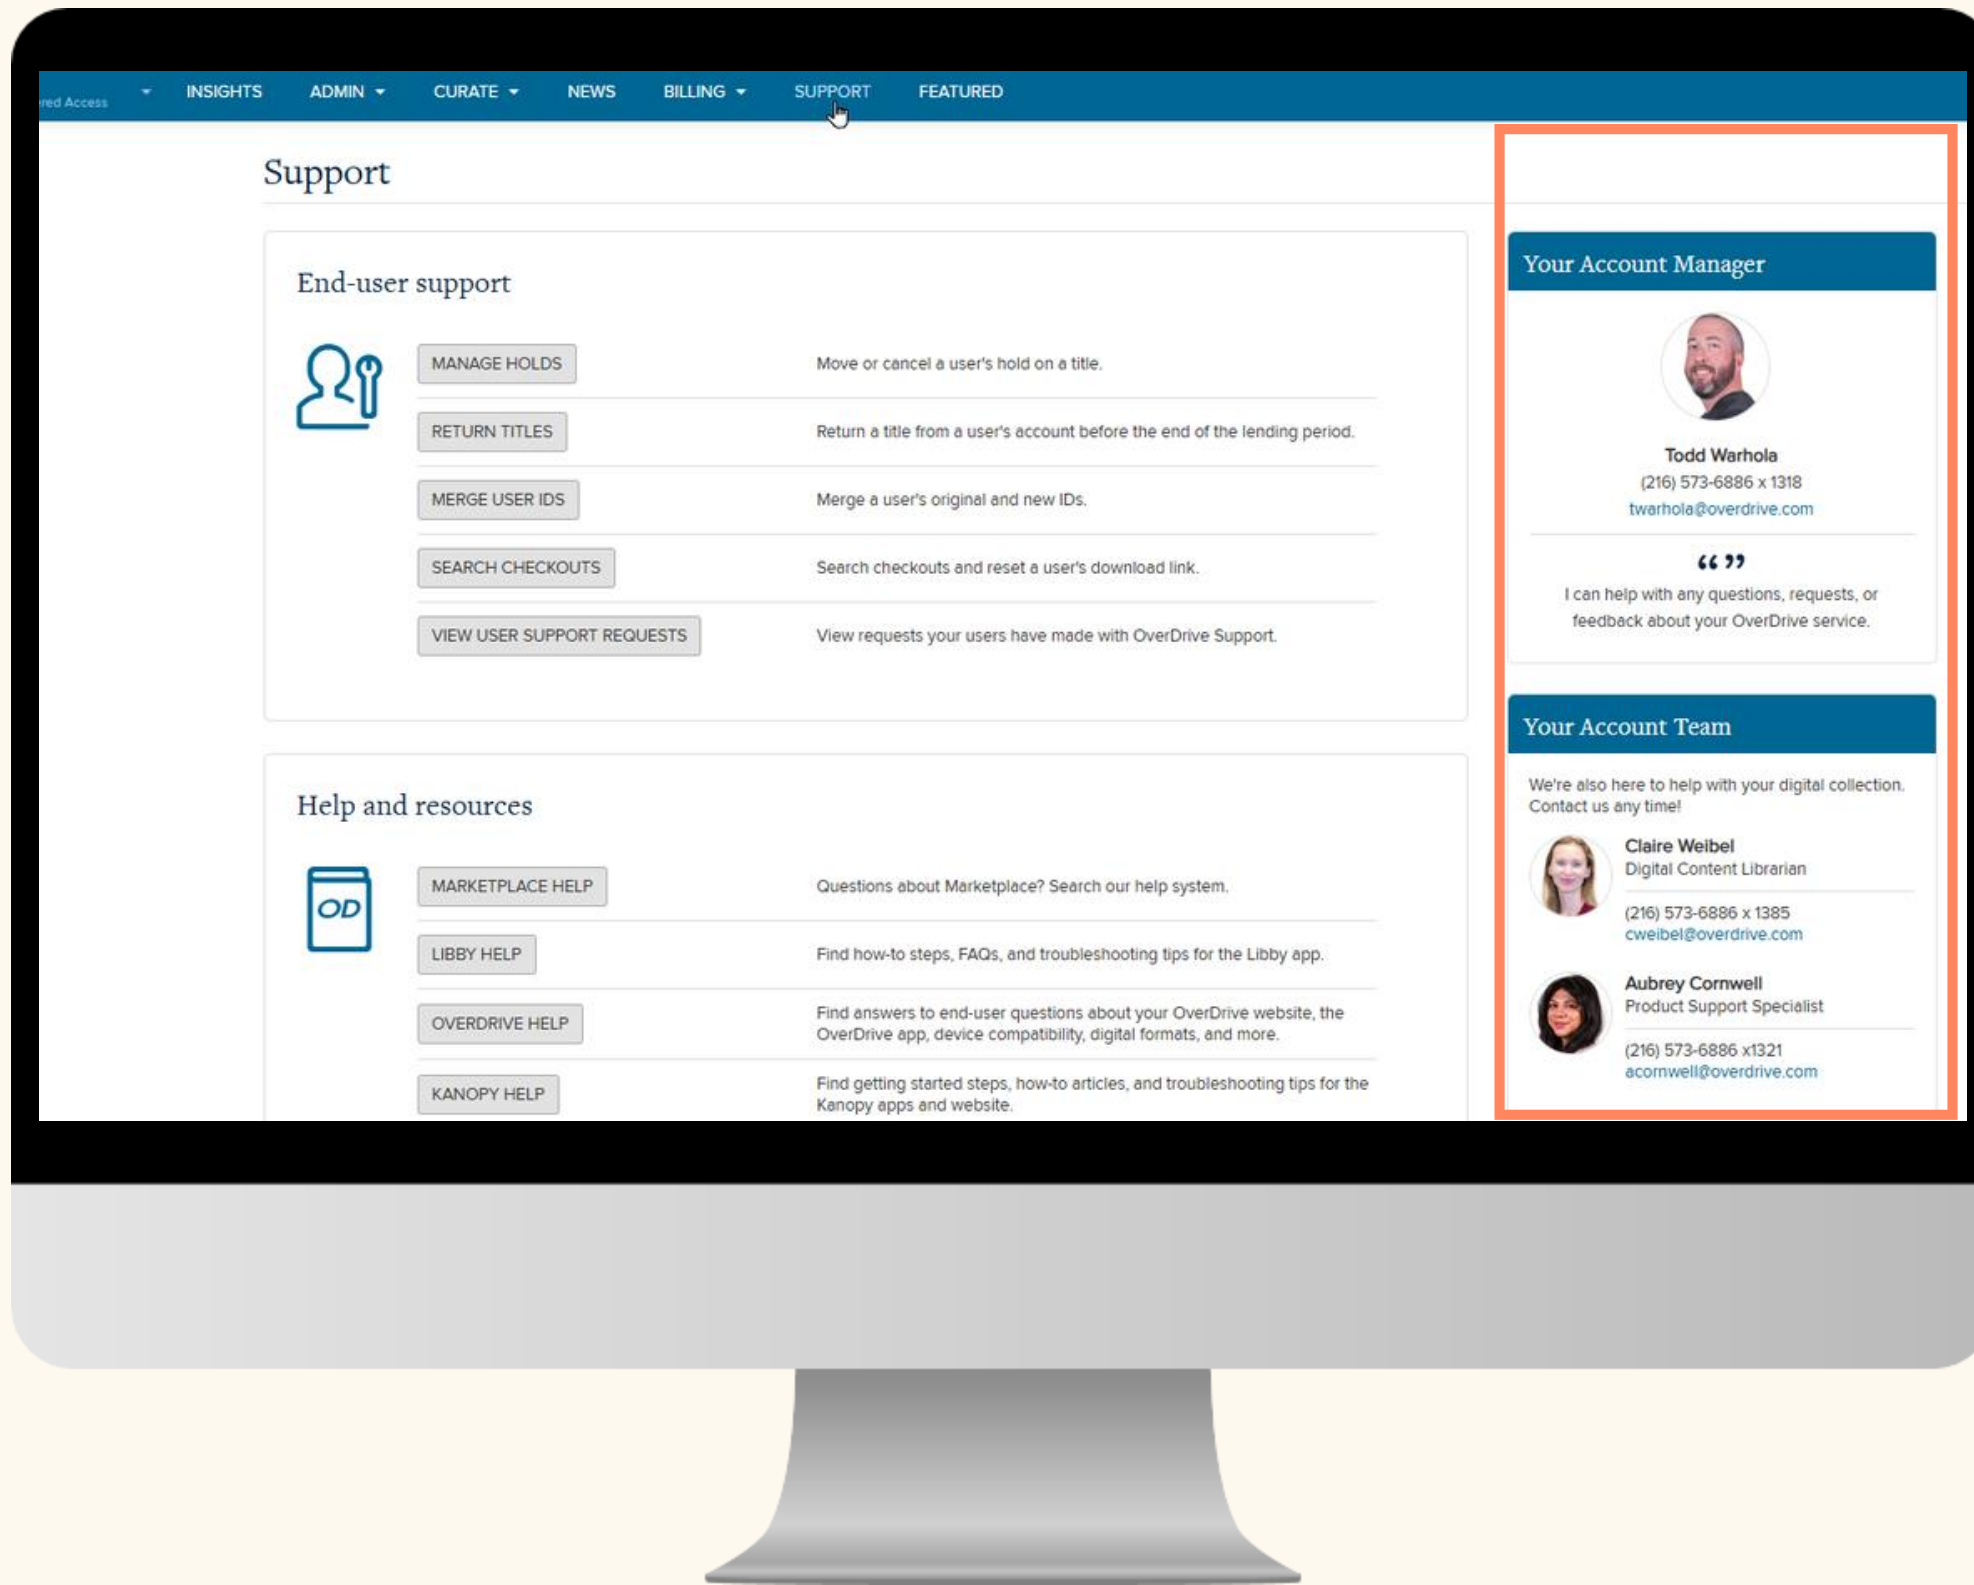 red Access
INSIGHTS ADMIN CURATE NEWS BILLING SUPPORT FEATURED
Support
End-user support
MANAGE HOLDS Move or cancel a user's hold on a title.
RETURN TITLES Return a title from a user's account before the end of the lending period.
MERGE USER IDS Merge a user's original and new IDs.
SEARCH CHECKOUTS Search checkouts and reset a user's download link.
VIEW USER SUPPORT REQUESTS View requests your users have made with OverDrive Support.
Help and resources
OD
MARKETPLACE HELP Questions about Marketplace? Search our help system.
LIBBY HELP Find how-to steps, FAQs, and troubleshooting tips for the Libby app.
OVERDRIVE HELP Find answers to end-user questions about your OverDrive website, the
OverDrive app, device compatibility, digital formats, and more.
KANOPY HELP Find getting started steps, how-to articles, and troubleshooting tips for the
Kanopy apps and website.
Your Account Manager
Todd Warhola
(216) 573-6886 x 1318
twarhola@overdrive.com
“ ”
I can help with any questions, requests, or
feedback about your OverDrive service.
Your Account Team
We're also here to help with your digital collection.
Contact us any time!
Claire Weibel
Digital Content Librarian
(216) 573-6886 x 1385
cweibel@overdrive.com
Aubrey Cornwell
Product Support Specialist
(216) 573-6886 x1321
acornwell@overdrive.com